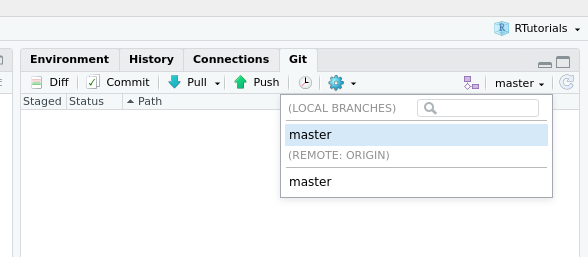 RTutorials
Environment History Connections Git
Diff Commit Pull Push master
Staged Status Path
(LOCAL BRANCHES)
master
(REMOTE: ORIGIN)
master